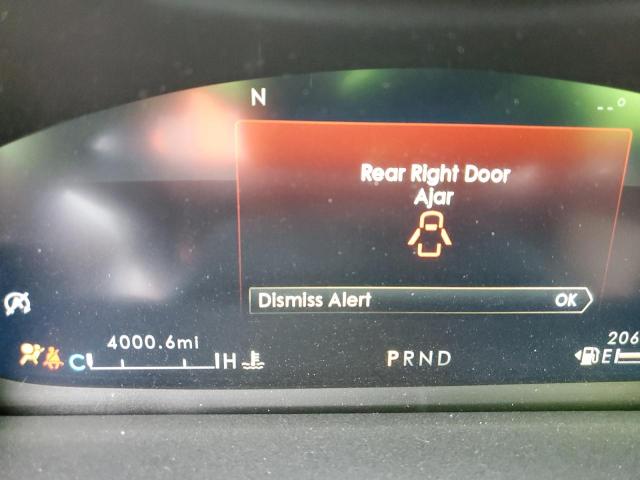 N
--°
Rear Right Door
Ajar
Dismiss Alert OK
4000.6mi
206
C H PRND E